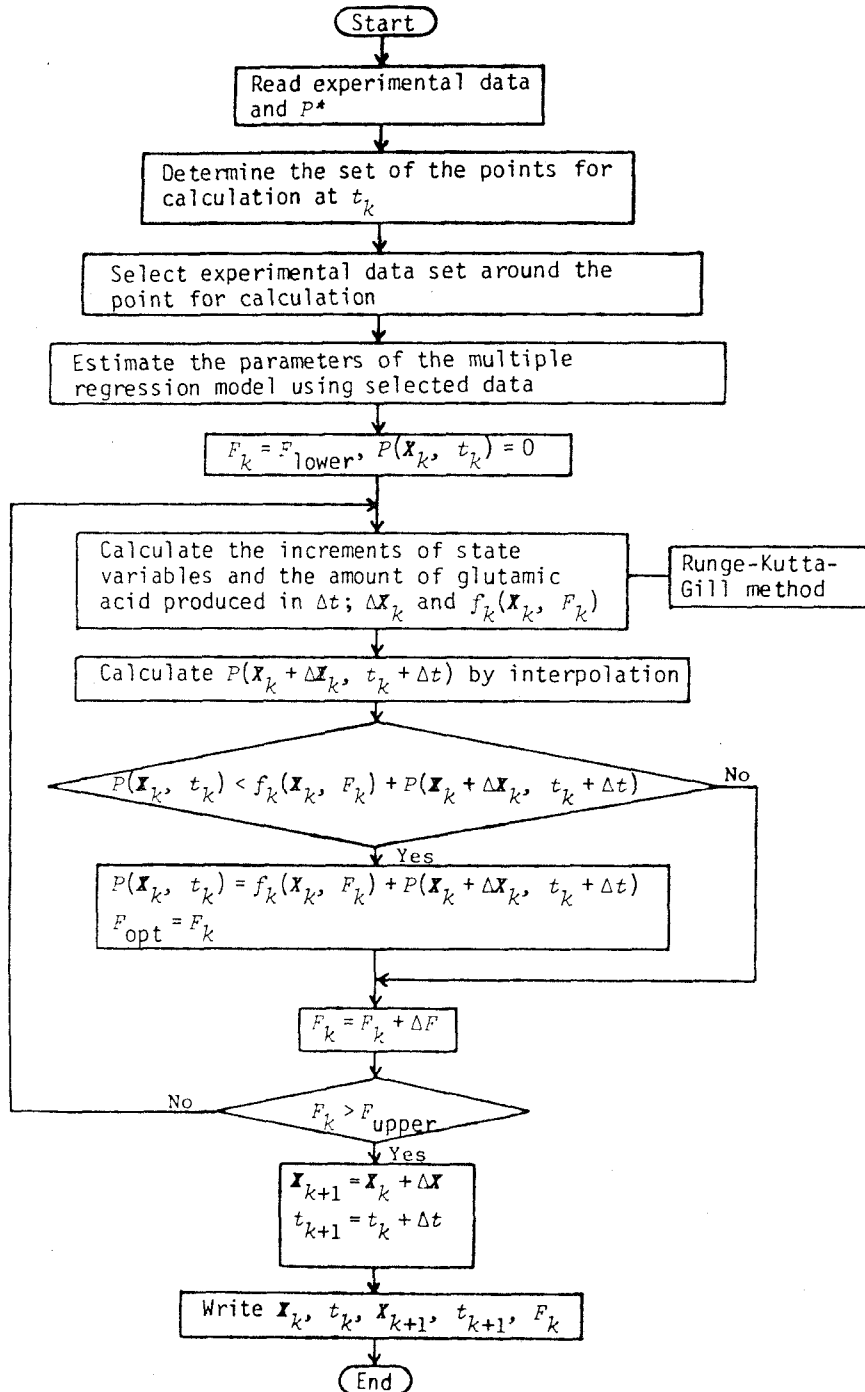 Start
Read experimental data
and P*
Determine the set of the points for
calculation at t_k
Select experimental data set around the
point for calculation
Estimate the parameters of the multiple
regression model using selected data
F_k = F_lower, P(X_k, t_k) = 0
Calculate the increments of state
variables and the amount of glutamic
acid produced in Δt; ΔX_k and f_k(X_k, F_k)
Runge-Kutta-
Gill method
Calculate P(X_k + ΔX_k, t_k + Δt) by interpolation
P(X_k, t_k) < f_k(X_k, F_k) + P(X_k + ΔX_k, t_k + Δt)
No
Yes
P(X_k, t_k) = f_k(X_k, F_k) + P(X_k + ΔX_k, t_k + Δt)
F_opt = F_k
F_k = F_k + ΔF
No
F_k > F_upper
Yes
X_{k+1} = X_k + ΔX
t_{k+1} = t_k + Δt
Write X_k, t_k, X_{k+1}, t_{k+1}, F_k
End